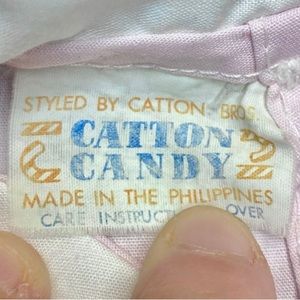 STYLED BY CATTON BROS.
CATTON
CANDY
MADE IN THE PHILIPPINES
CARE INSTRUCT OVER